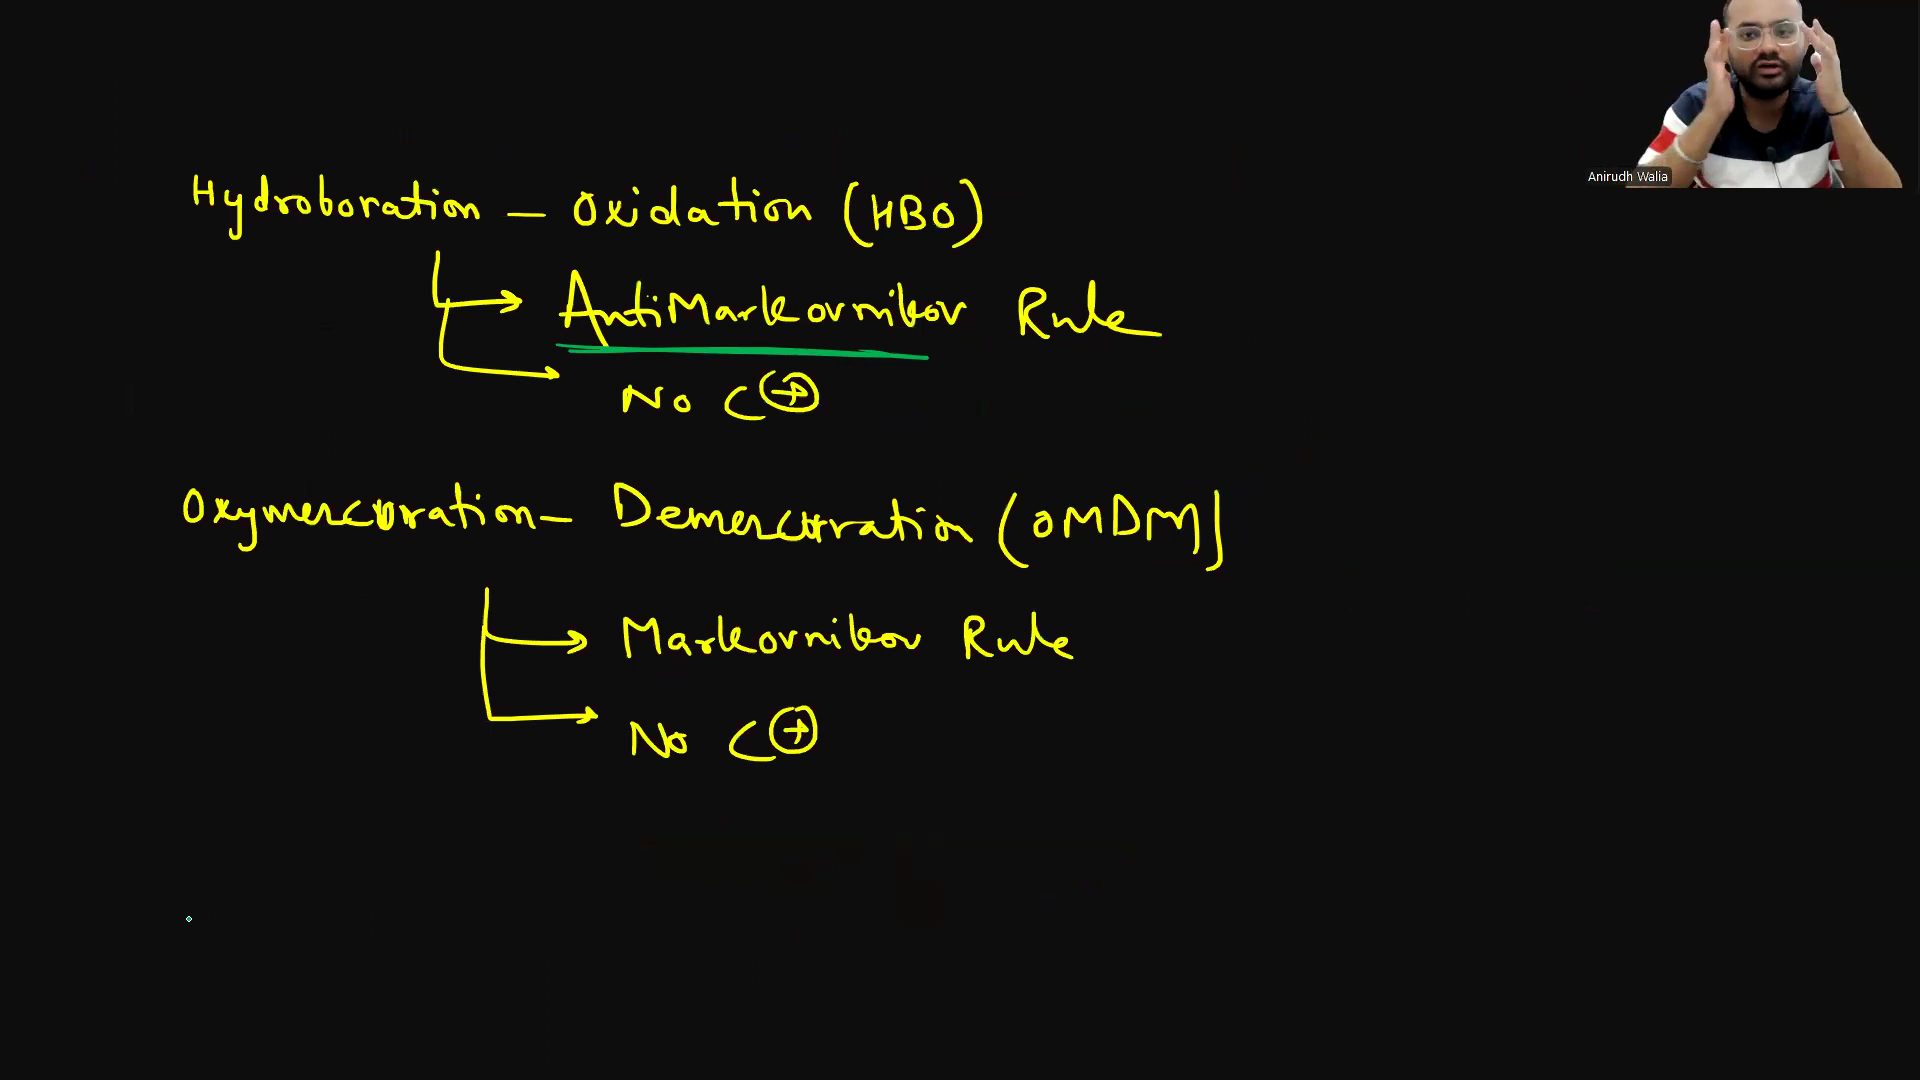 Anirudh Walia
Hydroboration - Oxidation (HBO)
AntiMarkovnikov Rule
No C⊕
Oxymercuration - Demercuration (OMDM)
Markovnikov Rule
No C⊕